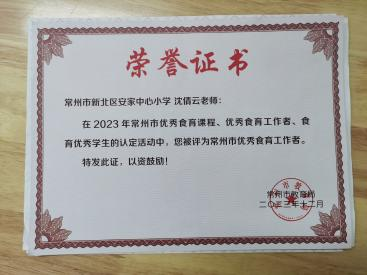 荣誉证书
常州市新北区安家中心小学 沈倩云老师:
在2023年常州市优秀食育课程、优秀食育工作者、食
育优秀学生的认定活动中，您被评为常州市优秀食育工作者。
特发此证，以资鼓励！
常州市教育局
二〇二三年十二月